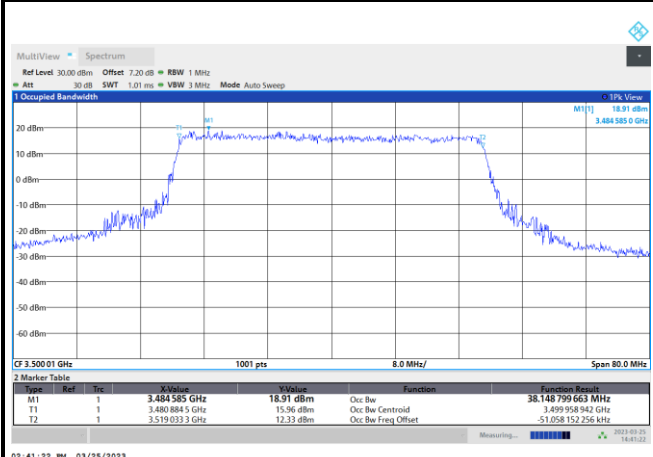 MultiView Spectrum
Ref Level 30.00 dBm Offset 7.20 dB RBW 1 MHz
Att 30 dB SWT 1.01 ms VBW 3 MHz Mode Auto Sweep
1 Occupied Bandwidth 1Pk View
M1[1] 18.91 dBm
3.484 585 0 GHz
M1
T1
T2
20 dBm
10 dBm
0 dBm
-10 dBm
-20 dBm
-30 dBm
-40 dBm
-50 dBm
-60 dBm
CF 3.500 01 GHz 1001 pts 8.0 MHz/ Span 80.0 MHz
2 Marker Table
Type Ref Trc X-Value Y-Value Function Function Result
M1 1 3.484 585 GHz 18.91 dBm Occ Bw 38.148 799 663 MHz
T1 1 3.480 884 5 GHz 15.96 dBm Occ Bw Centroid 3.499 958 942 GHz
T2 1 3.519 033 3 GHz 12.33 dBm Occ Bw Freq Offset -51.058 152 256 kHz
Measuring... 2023-03-25
14:41:22
02:41:22 PM 03/25/2023